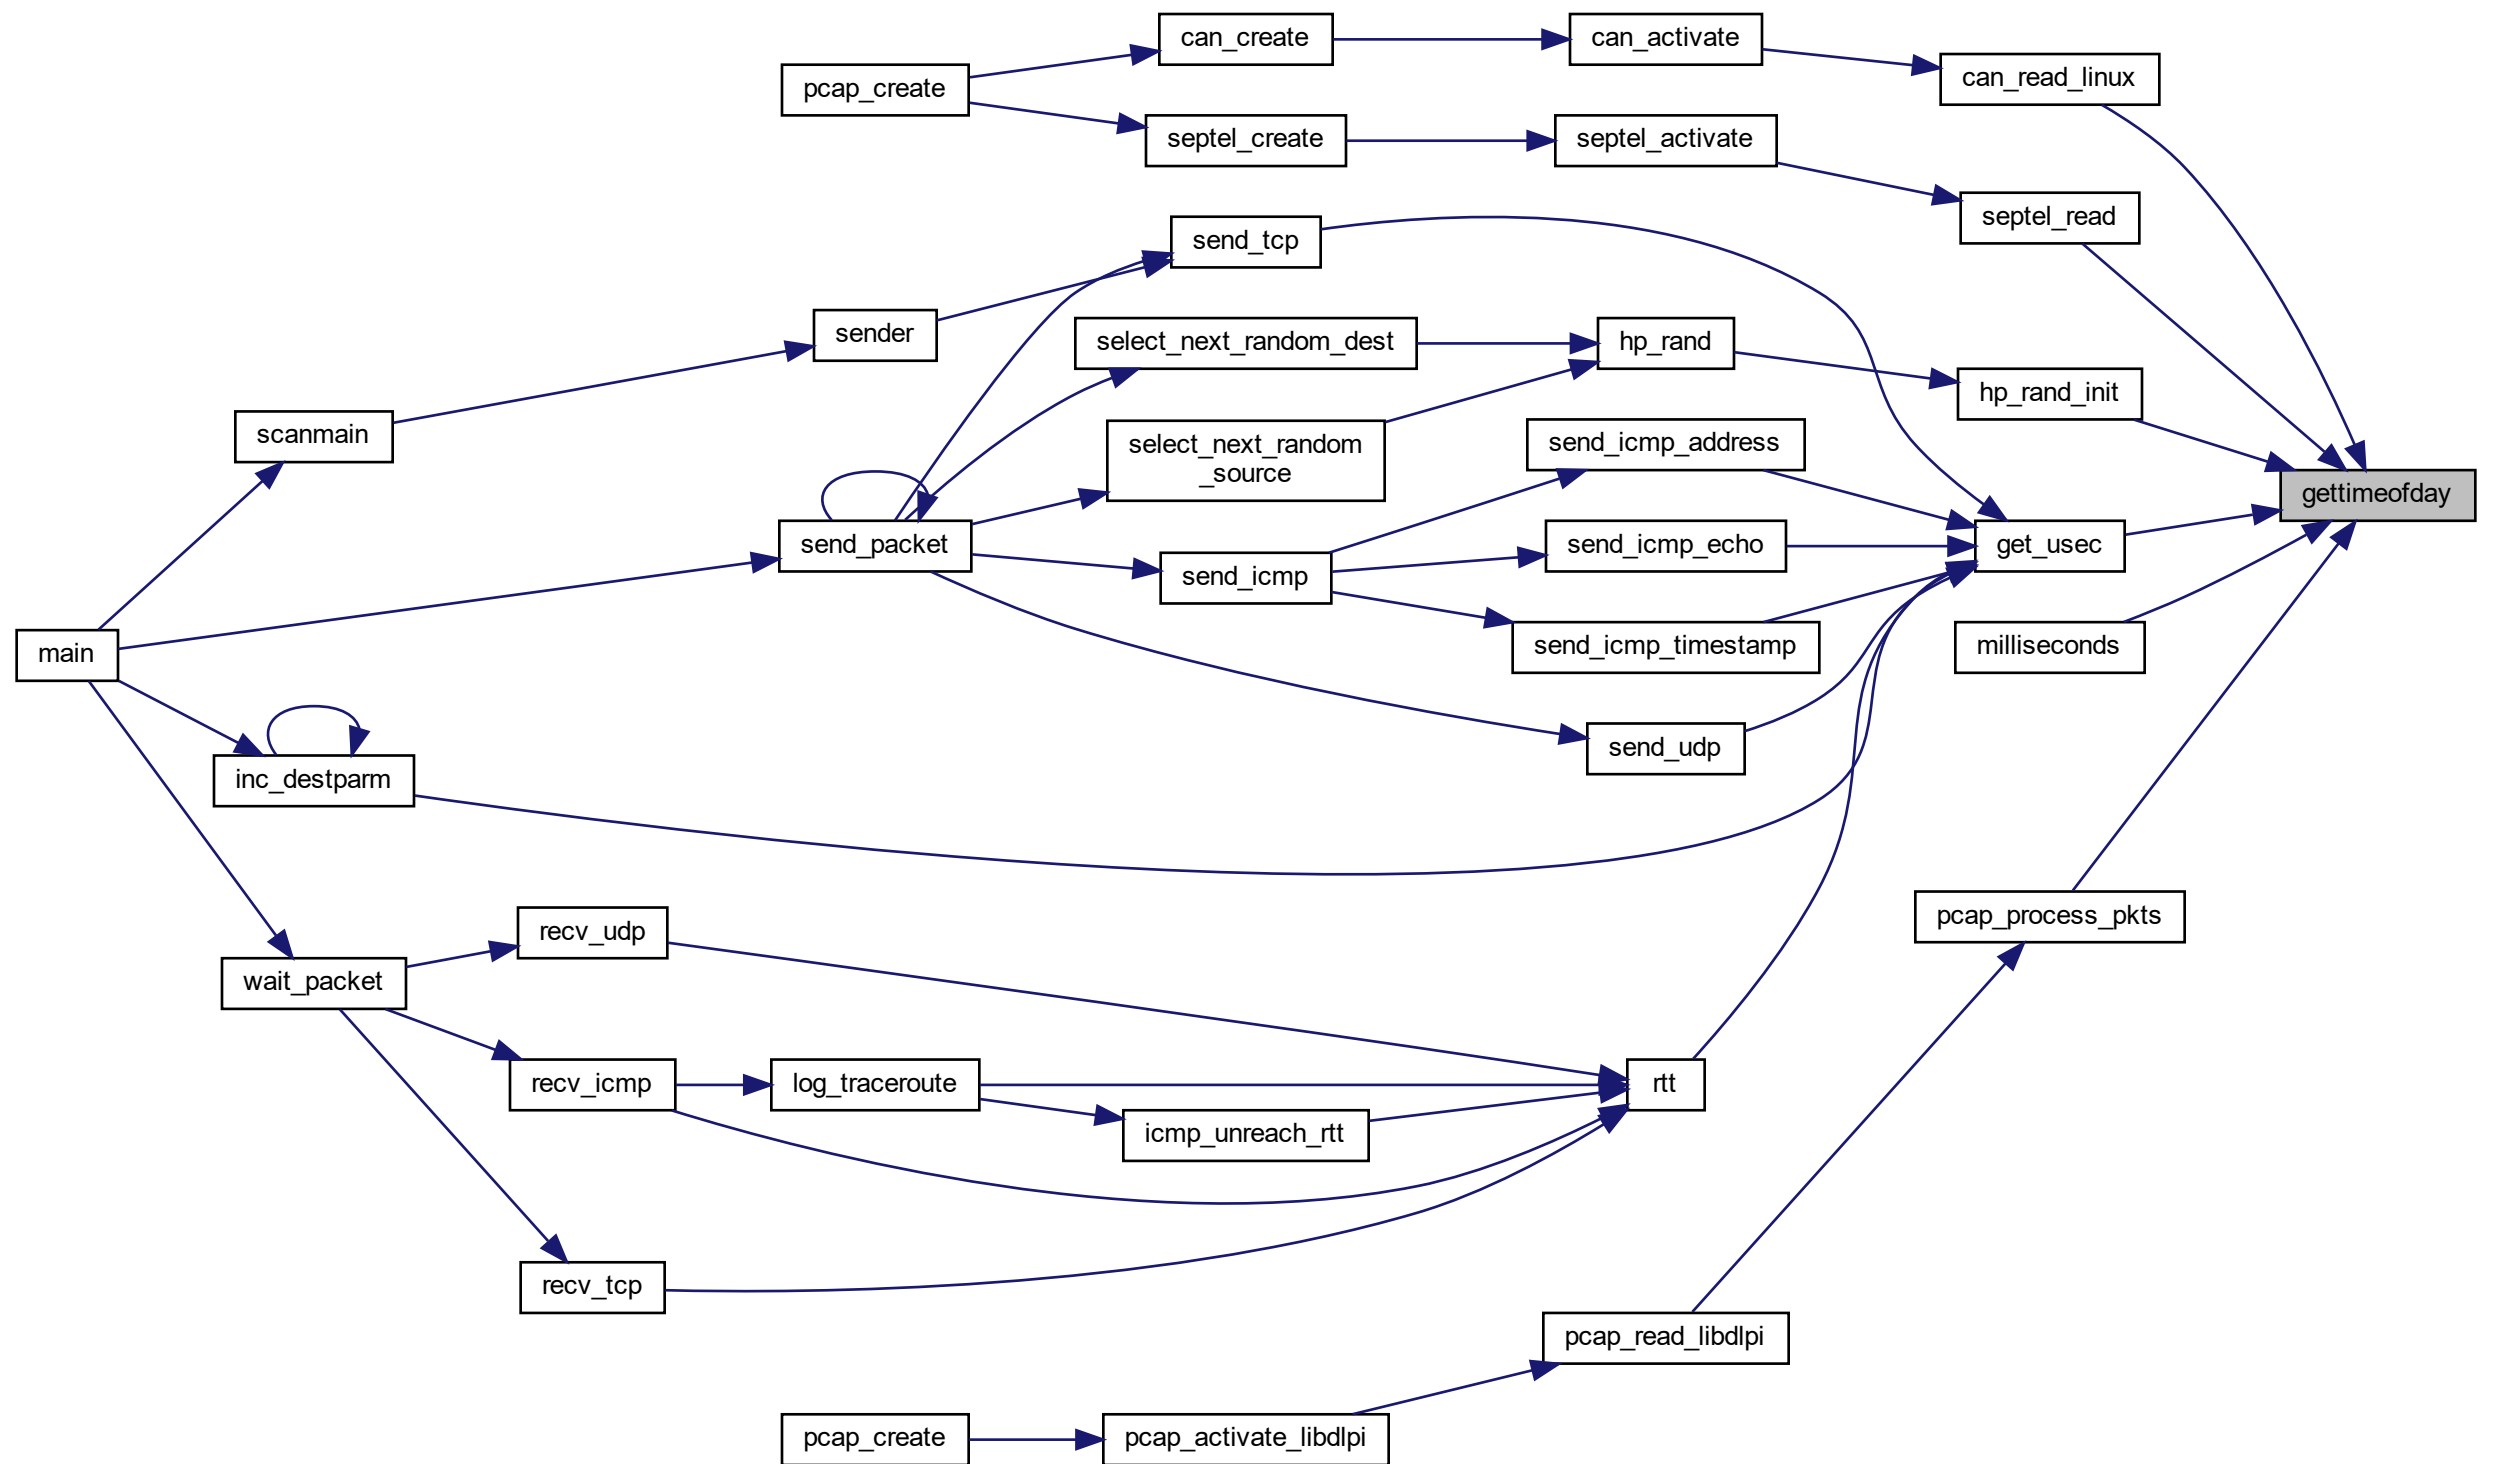 can_create
can_activate
can_read_linux
pcap_create
septel_create
septel_activate
septel_read
send_tcp
sender
select_next_random_dest
hp_rand
hp_rand_init
scanmain
select_next_random
_source
send_icmp_address
gettimeofday
send_packet
send_icmp
send_icmp_echo
get_usec
main
send_icmp_timestamp
milliseconds
inc_destparm
send_udp
recv_udp
pcap_process_pkts
wait_packet
recv_icmp
log_traceroute
rtt
icmp_unreach_rtt
recv_tcp
pcap_read_libdlpi
pcap_create
pcap_activate_libdlpi